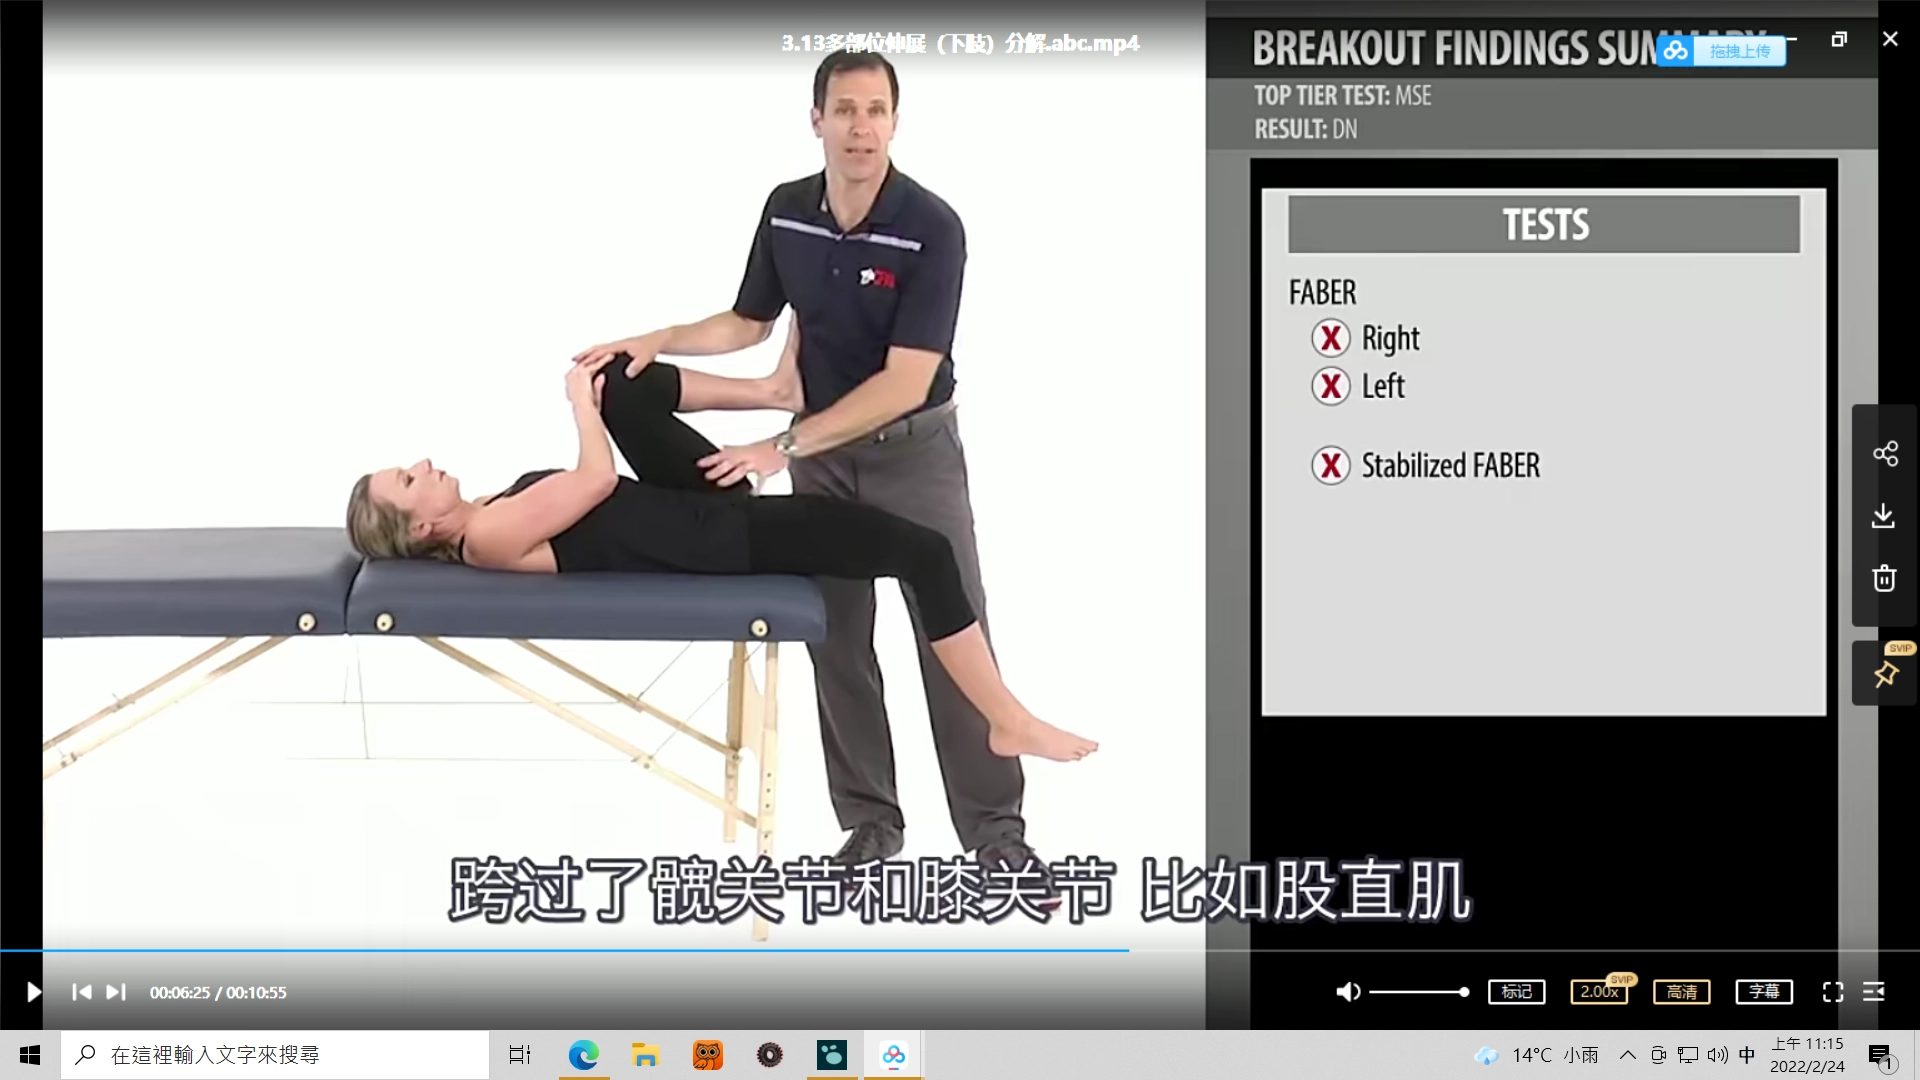 3.13多部位伸展（下肢）分解.abc.mp4
BREAKOUT FINDINGS
拖拽上传
TOP TIER TEST: MSE
RESULT: DN
TESTS
FABER
X Right
X Left
X Stabilized FABER
SVIP
跨过了髋关节和膝关节 比如股直肌
00:06:25 / 00:10:55
标记
2.00x
SVIP
高清
字幕
在這裡輸入文字來搜尋
14°C 小雨
中
上午 11:15
2022/2/24
1